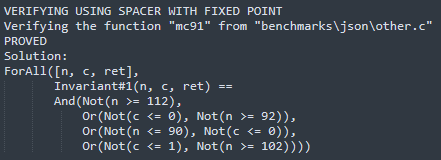 VERIFYING USING SPACER WITH FIXED POINT
Verifying the function "mc91" from "benchmarks\json\other.c"
PROVED
Solution:
ForAll([n, c, ret],
Invariant#1(n, c, ret) ==
And(Not(n >= 112),
Or(Not(c <= 0), Not(n >= 92)),
Or(Not(n <= 90), Not(c <= 0)),
Or(Not(c <= 1), Not(n >= 102))))